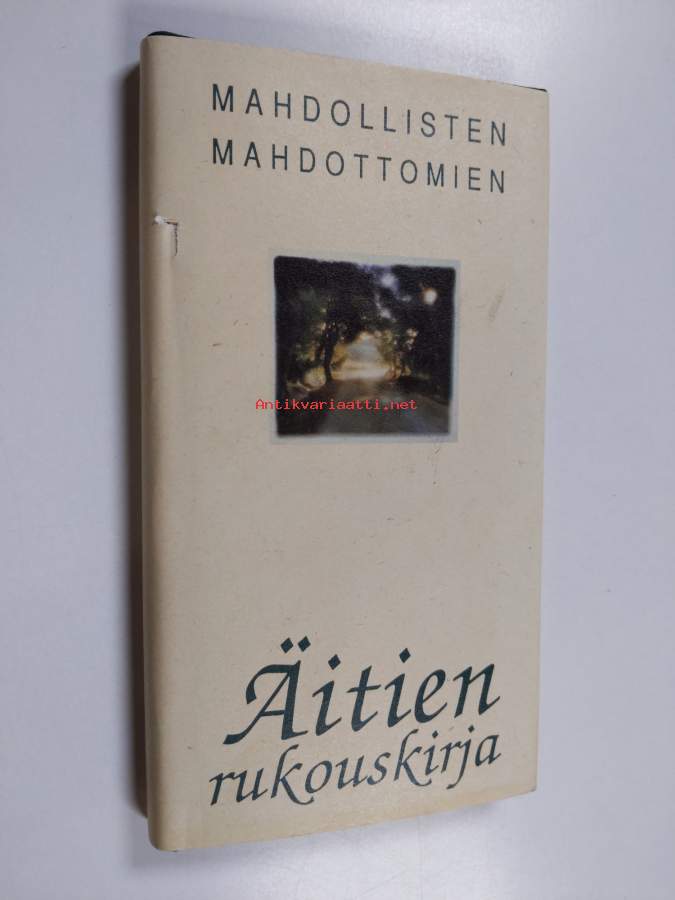 MAHDOLLISTEN
MAHDOTTOMIEN
Antikvariaatti.net
Äitien
rukouskirja